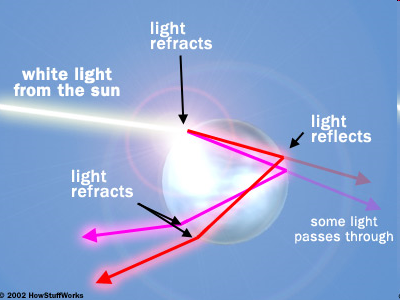 light
refracts
white light
from the sun
light
reflects
light
refracts
some light
passes through
© 2002 HowStuffWorks